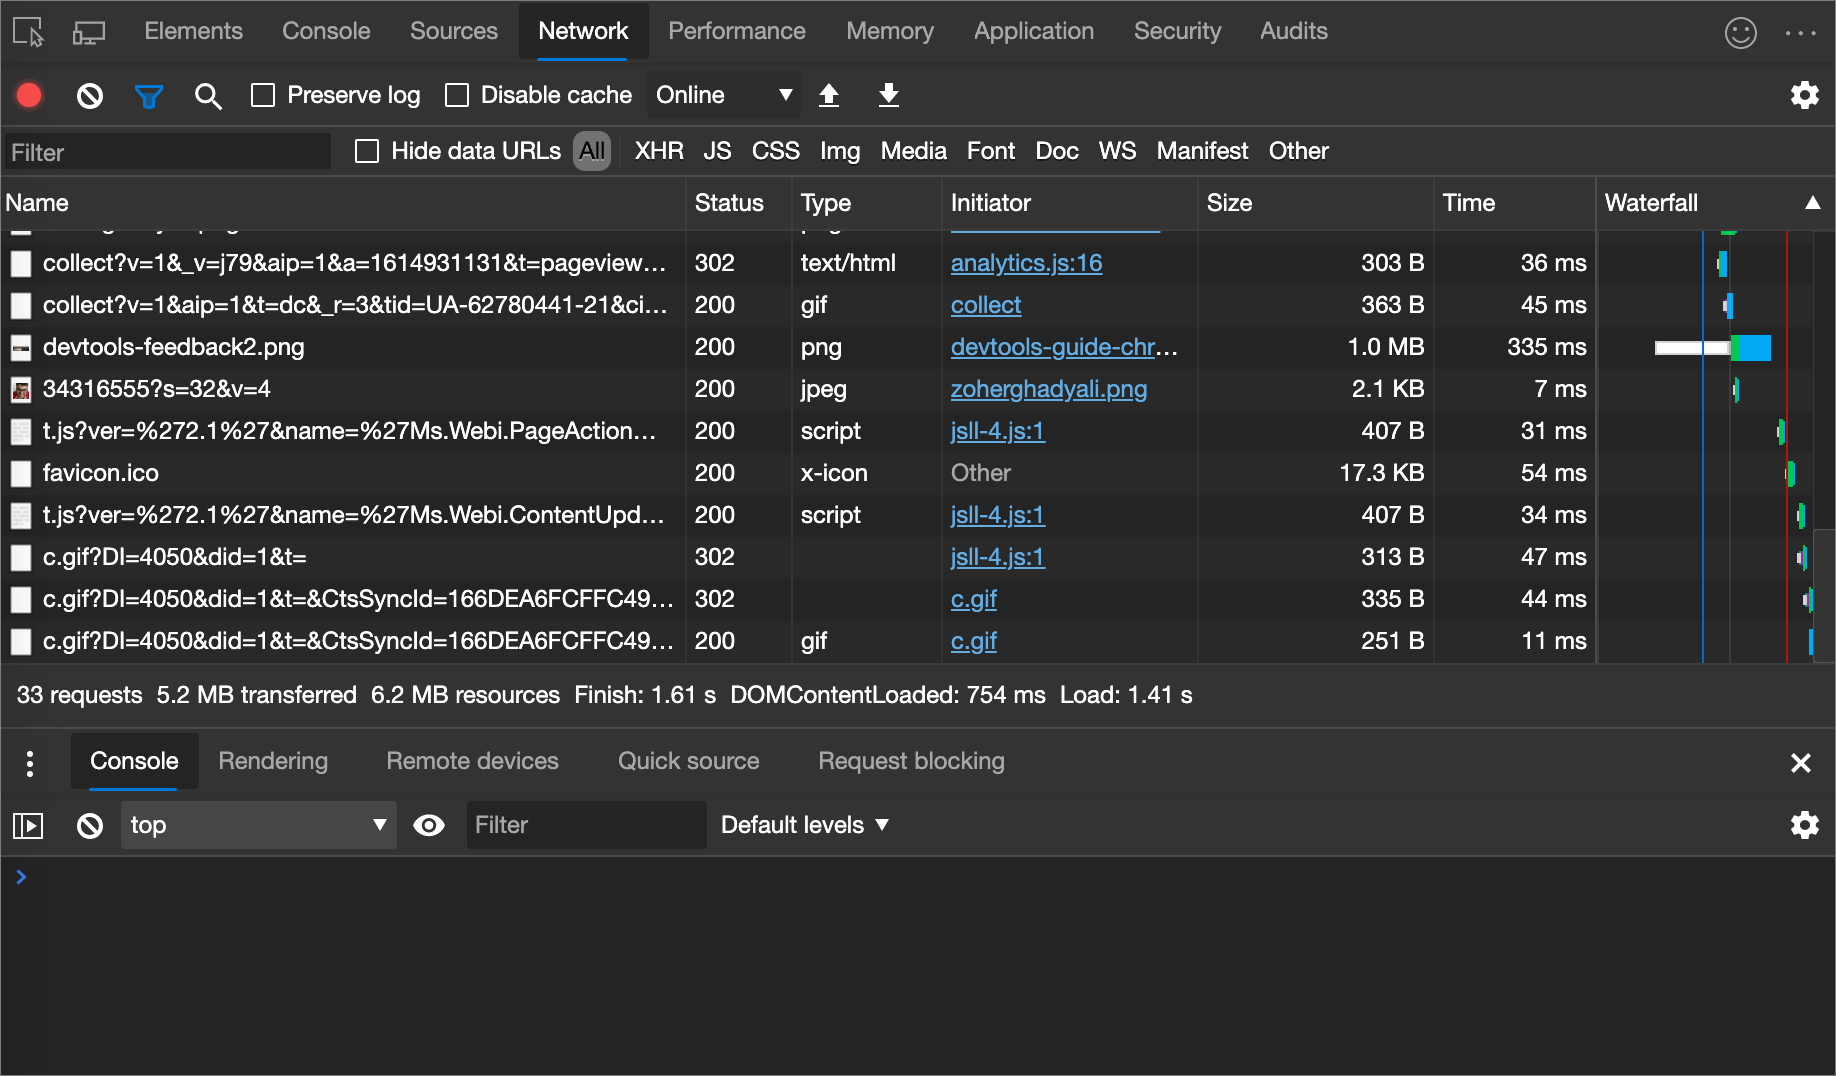 Elements Console Sources Network Performance Memory Application Security Audits
Preserve log Disable cache Online
Filter Hide data URLs All XHR JS CSS Img Media Font Doc WS Manifest Other
Name Status Type Initiator Size Time Waterfall
collect?v=1&_v=j79&aip=1&a=1614931131&t=pageview... 302 text/html analytics.js:16 303 B 36 ms
collect?v=1&aip=1&t=dc&_r=3&tid=UA-62780441-21&ci... 200 gif collect 363 B 45 ms
devtools-feedback2.png 200 png devtools-guide-chr... 1.0 MB 335 ms
34316555?s=32&v=4 200 jpeg zoherghadyali.png 2.1 KB 7 ms
t.js?ver=%272.1%27&name=%27Ms.Webi.PageAction... 200 script jsll-4.js:1 407 B 31 ms
favicon.ico 200 x-icon Other 17.3 KB 54 ms
t.js?ver=%272.1%27&name=%27Ms.Webi.ContentUpd... 200 script jsll-4.js:1 407 B 34 ms
c.gif?DI=4050&did=1&t= 302 jsll-4.js:1 313 B 47 ms
c.gif?DI=4050&did=1&t=&CtsSyncId=166DEA6FCFFC49... 302 c.gif 335 B 44 ms
c.gif?DI=4050&did=1&t=&CtsSyncId=166DEA6FCFFC49... 200 gif c.gif 251 B 11 ms
33 requests 5.2 MB transferred 6.2 MB resources Finish: 1.61 s DOMContentLoaded: 754 ms Load: 1.41 s
Console Rendering Remote devices Quick source Request blocking
top Filter Default levels